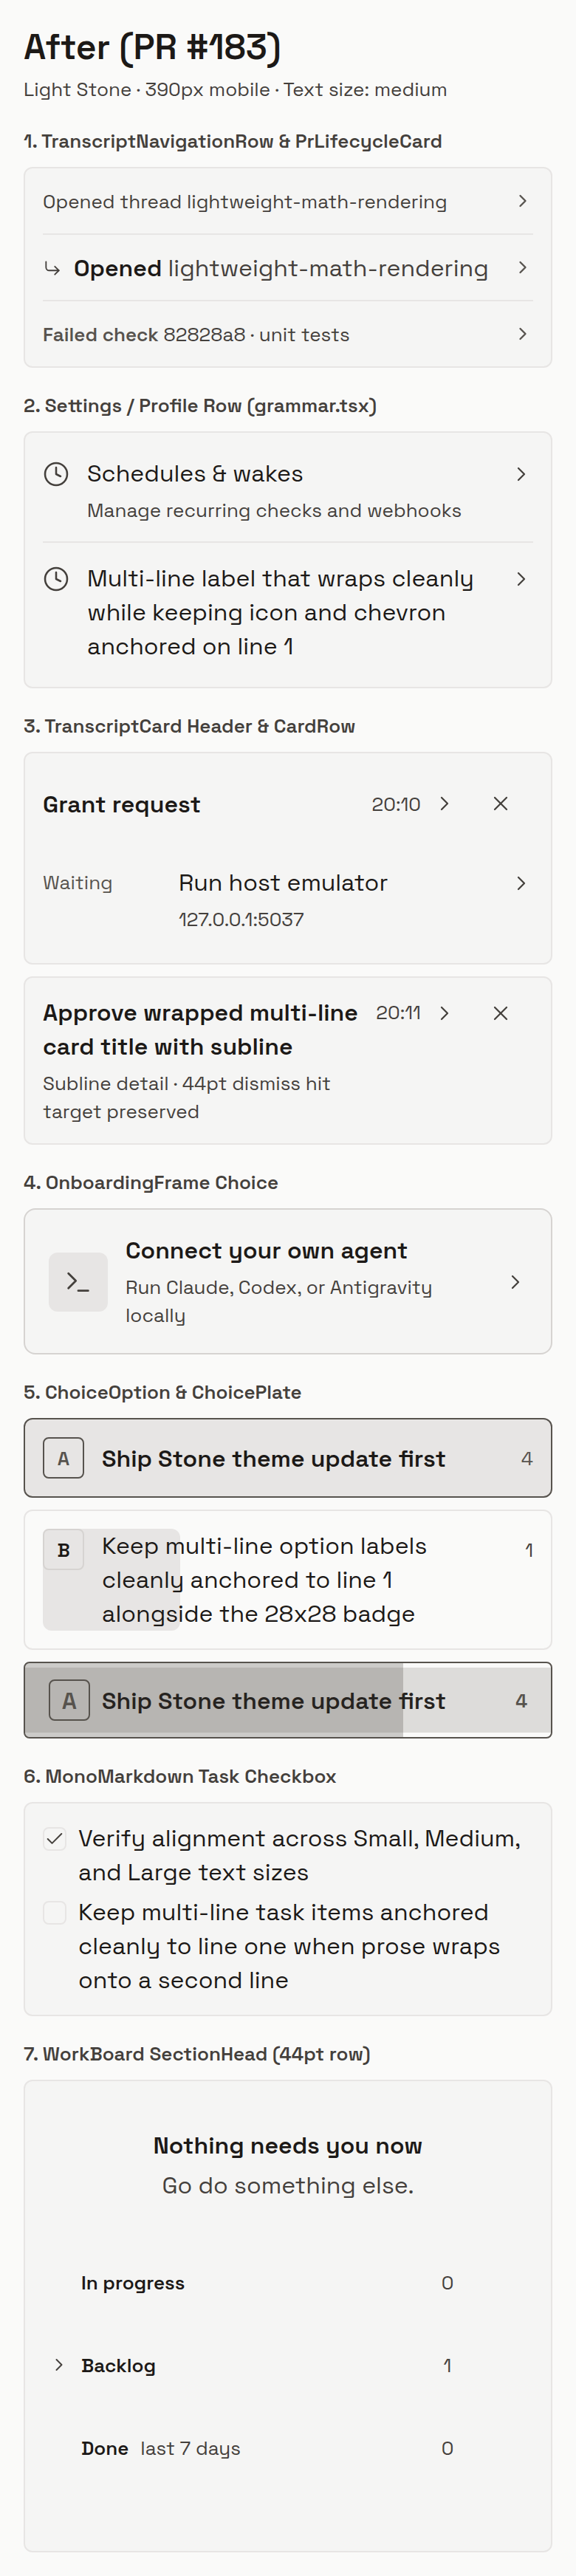 After (PR #183)
Light Stone · 390px mobile · Text size: medium
1. TranscriptNavigationRow & PrLifecycleCard
Opened thread lightweight-math-rendering
Opened lightweight-math-rendering
Failed check 82828a8 · unit tests
2. Settings / Profile Row (grammar.tsx)
Schedules & wakes
Manage recurring checks and webhooks
Multi-line label that wraps cleanly
while keeping icon and chevron
anchored on line 1
3. TranscriptCard Header & CardRow
Grant request 20:10
Waiting Run host emulator
127.0.0.1:5037
Approve wrapped multi-line 20:11
card title with subline
Subline detail · 44pt dismiss hit
target preserved
4. OnboardingFrame Choice
Connect your own agent
Run Claude, Codex, or Antigravity
locally
5. ChoiceOption & ChoicePlate
A Ship Stone theme update first 4
B Keep multi-line option labels 1
cleanly anchored to line 1
alongside the 28x28 badge
A Ship Stone theme update first 4
6. MonoMarkdown Task Checkbox
Verify alignment across Small, Medium,
and Large text sizes
Keep multi-line task items anchored
cleanly to line one when prose wraps
onto a second line
7. WorkBoard SectionHead (44pt row)
Nothing needs you now
Go do something else.
In progress 0
Backlog 1
Done last 7 days 0